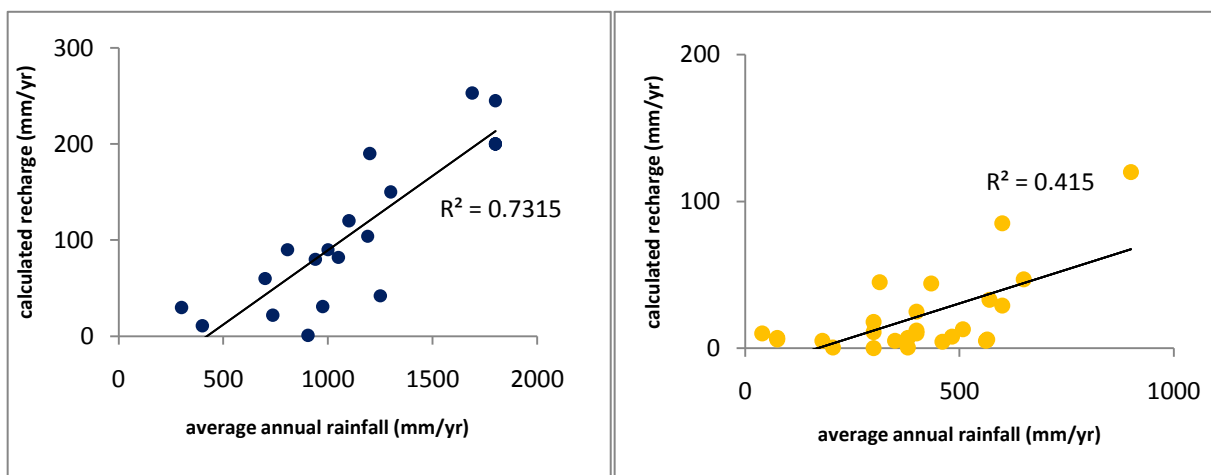 300
200
100
0
calculated recharge (mm/yr)
R² = 0.7315
0
500
1000
1500
2000
average annual rainfall (mm/yr)
200
100
0
calculated recharge (mm/yr)
R² = 0.415
0
500
1000
average annual rainfall (mm/yr)